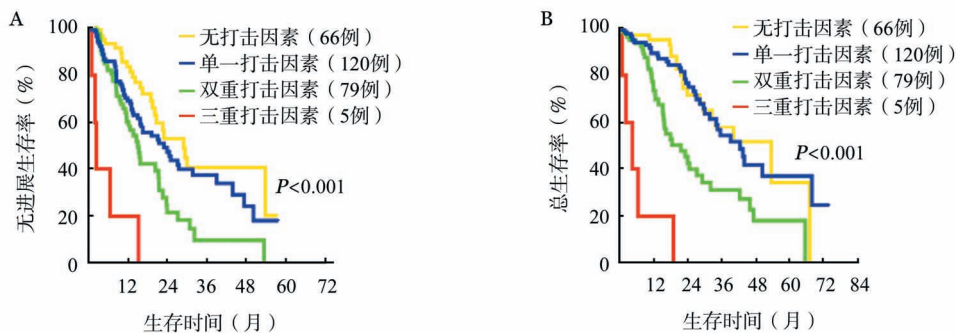 A
100
80
60
40
20
0
无进展生存率（%）
无打击因素（66例）
单一打击因素（120例）
双重打击因素（79例）
三重打击因素（5例）
P<0.001
12 24 36 48 60 72
生存时间（月）
B
100
80
60
40
20
0
总生存率（%）
无打击因素（66例）
单一打击因素（120例）
双重打击因素（79例）
三重打击因素（5例）
P<0.001
12 24 36 48 60 72 84
生存时间（月）